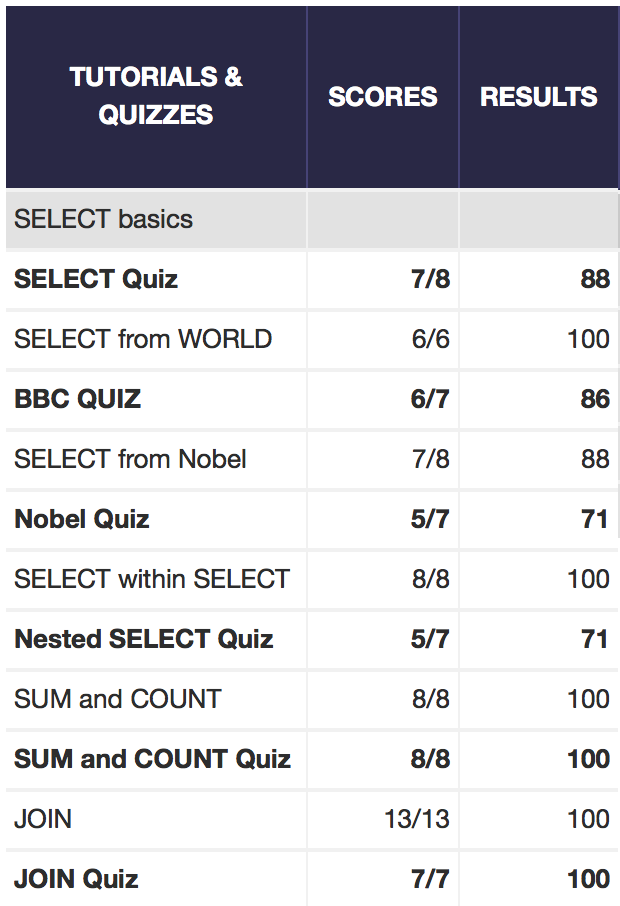 TUTORIALS & QUIZZES SCORES RESULTS
SELECT basics
SELECT Quiz 7/8 88
SELECT from WORLD 6/6 100
BBC QUIZ 6/7 86
SELECT from Nobel 7/8 88
Nobel Quiz 5/7 71
SELECT within SELECT 8/8 100
Nested SELECT Quiz 5/7 71
SUM and COUNT 8/8 100
SUM and COUNT Quiz 8/8 100
JOIN 13/13 100
JOIN Quiz 7/7 100